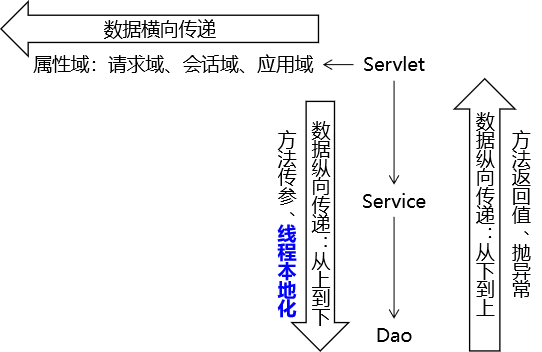 数据横向传递
属性域：请求域、会话域、应用域
Servlet
方法传参、线程本地化
数据纵向传递：从上到下
Service
数据纵向传递：从下到上
方法返回值、抛异常
Dao